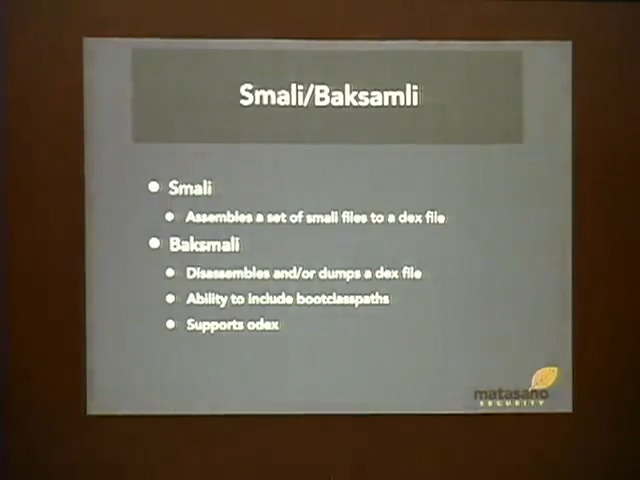 Smali/Baksamli
Smali
Assembles a set of smali files to a dex file
Baksmali
Disassembles and/or dumps a dex file
Ability to include bootclasspaths
Supports odex
matasano
SECURITY